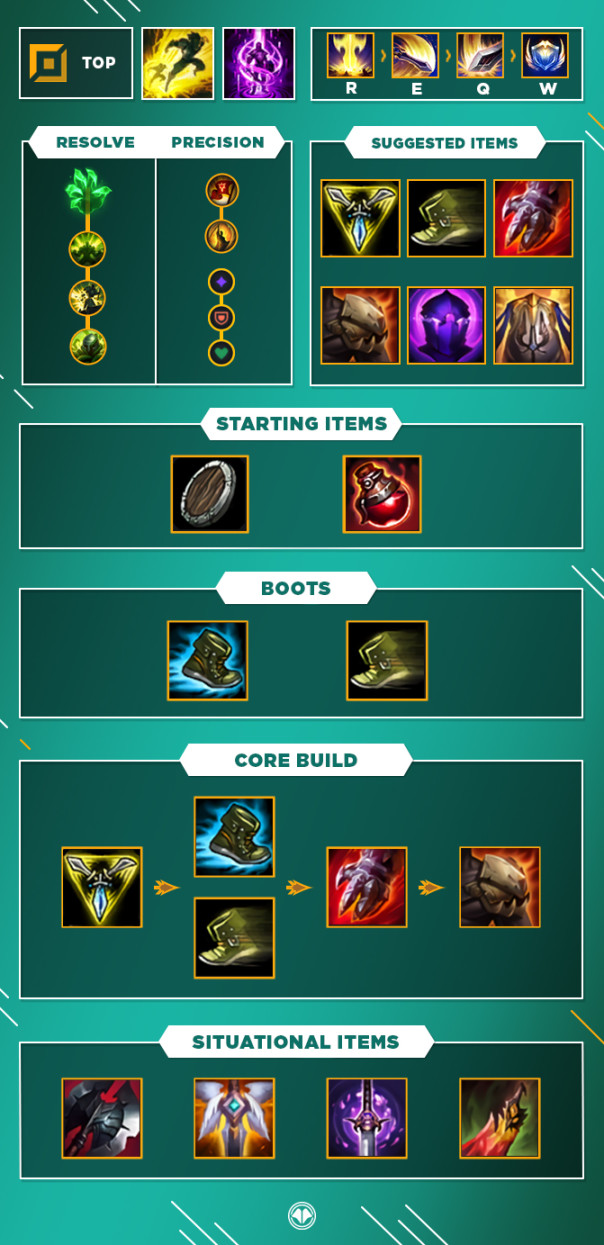 TOP
R E Q W
RESOLVE PRECISION
SUGGESTED ITEMS
STARTING ITEMS
BOOTS
CORE BUILD
SITUATIONAL ITEMS